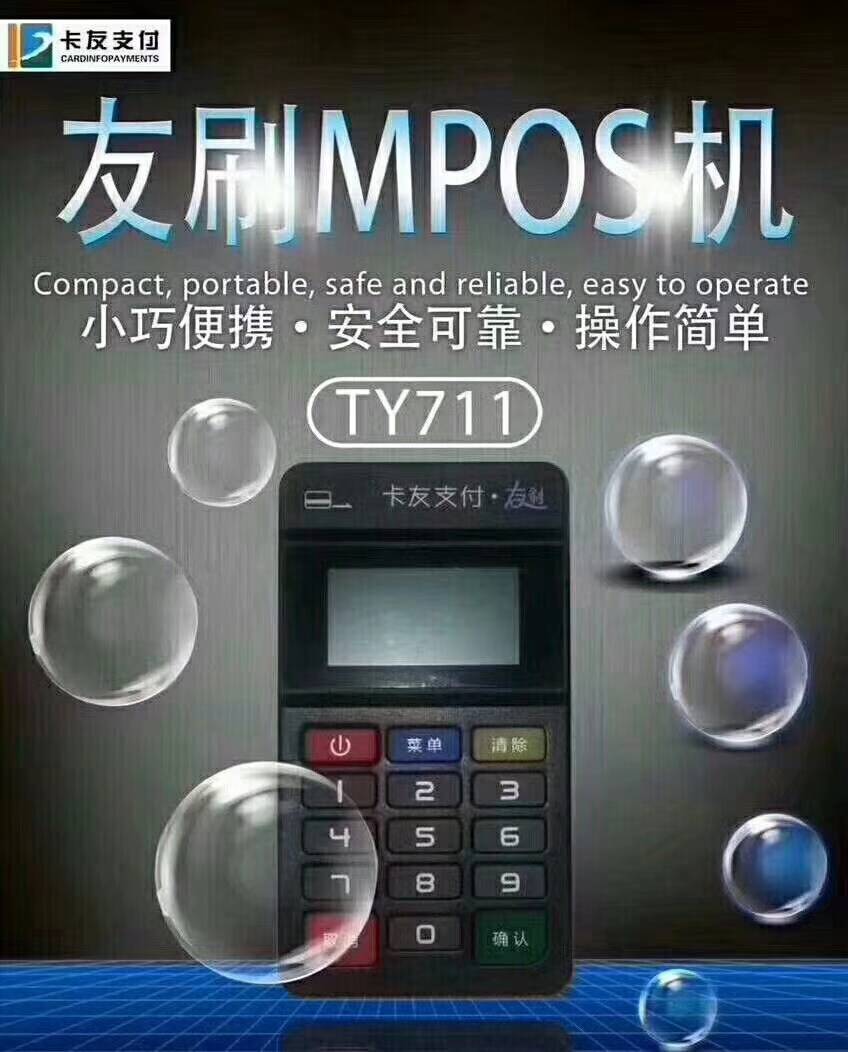 卡友支付
CARDINFOPAYMENTS
友刷MPOS机
Compact, portable, safe and reliable, easy to operate
小巧便携·安全可靠·操作简单
TY711
卡友支付·友刷
菜单 清除
1 2 3
4 5 6
7 8 9
取消 0 确认